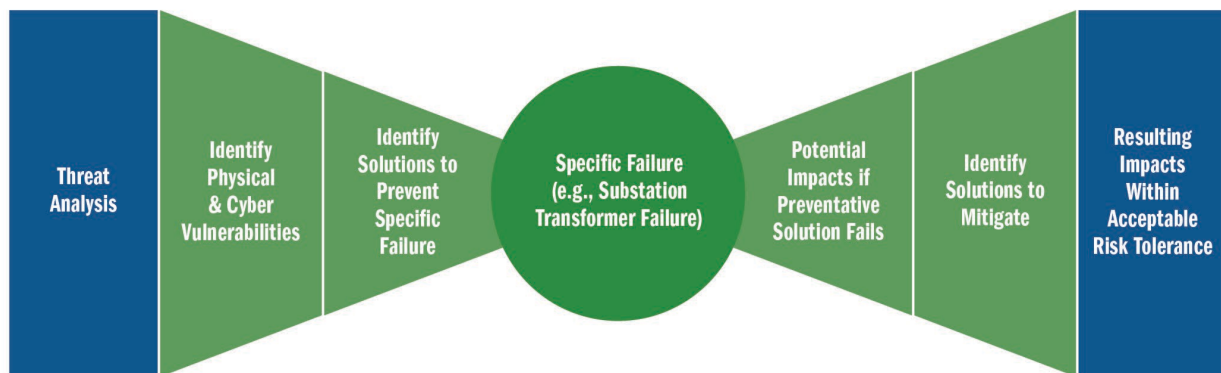 Threat
Analysis
Identify
Physical
& Cyber
Vulnerabilities
Identify
Solutions to
Prevent
Specific
Failure
Specific Failure
(e.g., Substation
Transformer Failure)
Potential
Impacts if
Preventative
Solution Fails
Identify
Solutions to
Mitigate
Resulting
Impacts
Within
Acceptable
Risk Tolerance